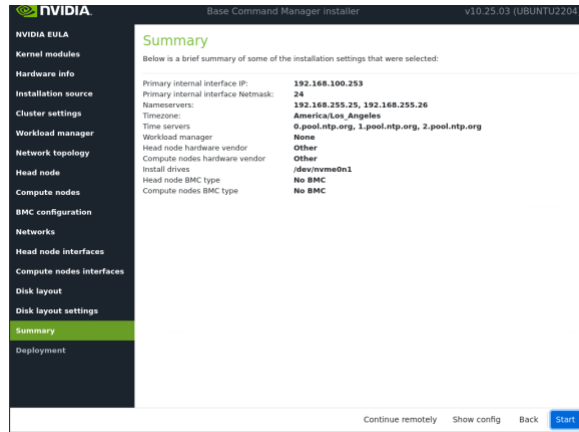 NVIDIA.
Base Command Manager installer
v10.25.03 (UBUNTU2204
NVIDIA EULA
Kernel modules
Hardware info
Installation source
Cluster settings
Workload manager
Network topology
Head node
Compute nodes
BMC configuration
Networks
Head node interfaces
Compute nodes interfaces
Disk layout
Disk layout settings
Summary
Deployment
Summary
Below is a brief summary of some of the installation settings that were selected:
Primary internal interface IP: 192.168.100.253
Primary internal interface Netmask: 24
Nameservers: 192.168.255.25, 192.168.255.26
Timezone: America/Los_Angeles
Time servers 0.pool.ntp.org, 1.pool.ntp.org, 2.pool.ntp.org
Workload manager None
Head node hardware vendor Other
Compute nodes hardware vendor Other
Install drives /dev/nvme0n1
Head node BMC type No BMC
Compute nodes BMC type No BMC
Continue remotely Show config Back Start